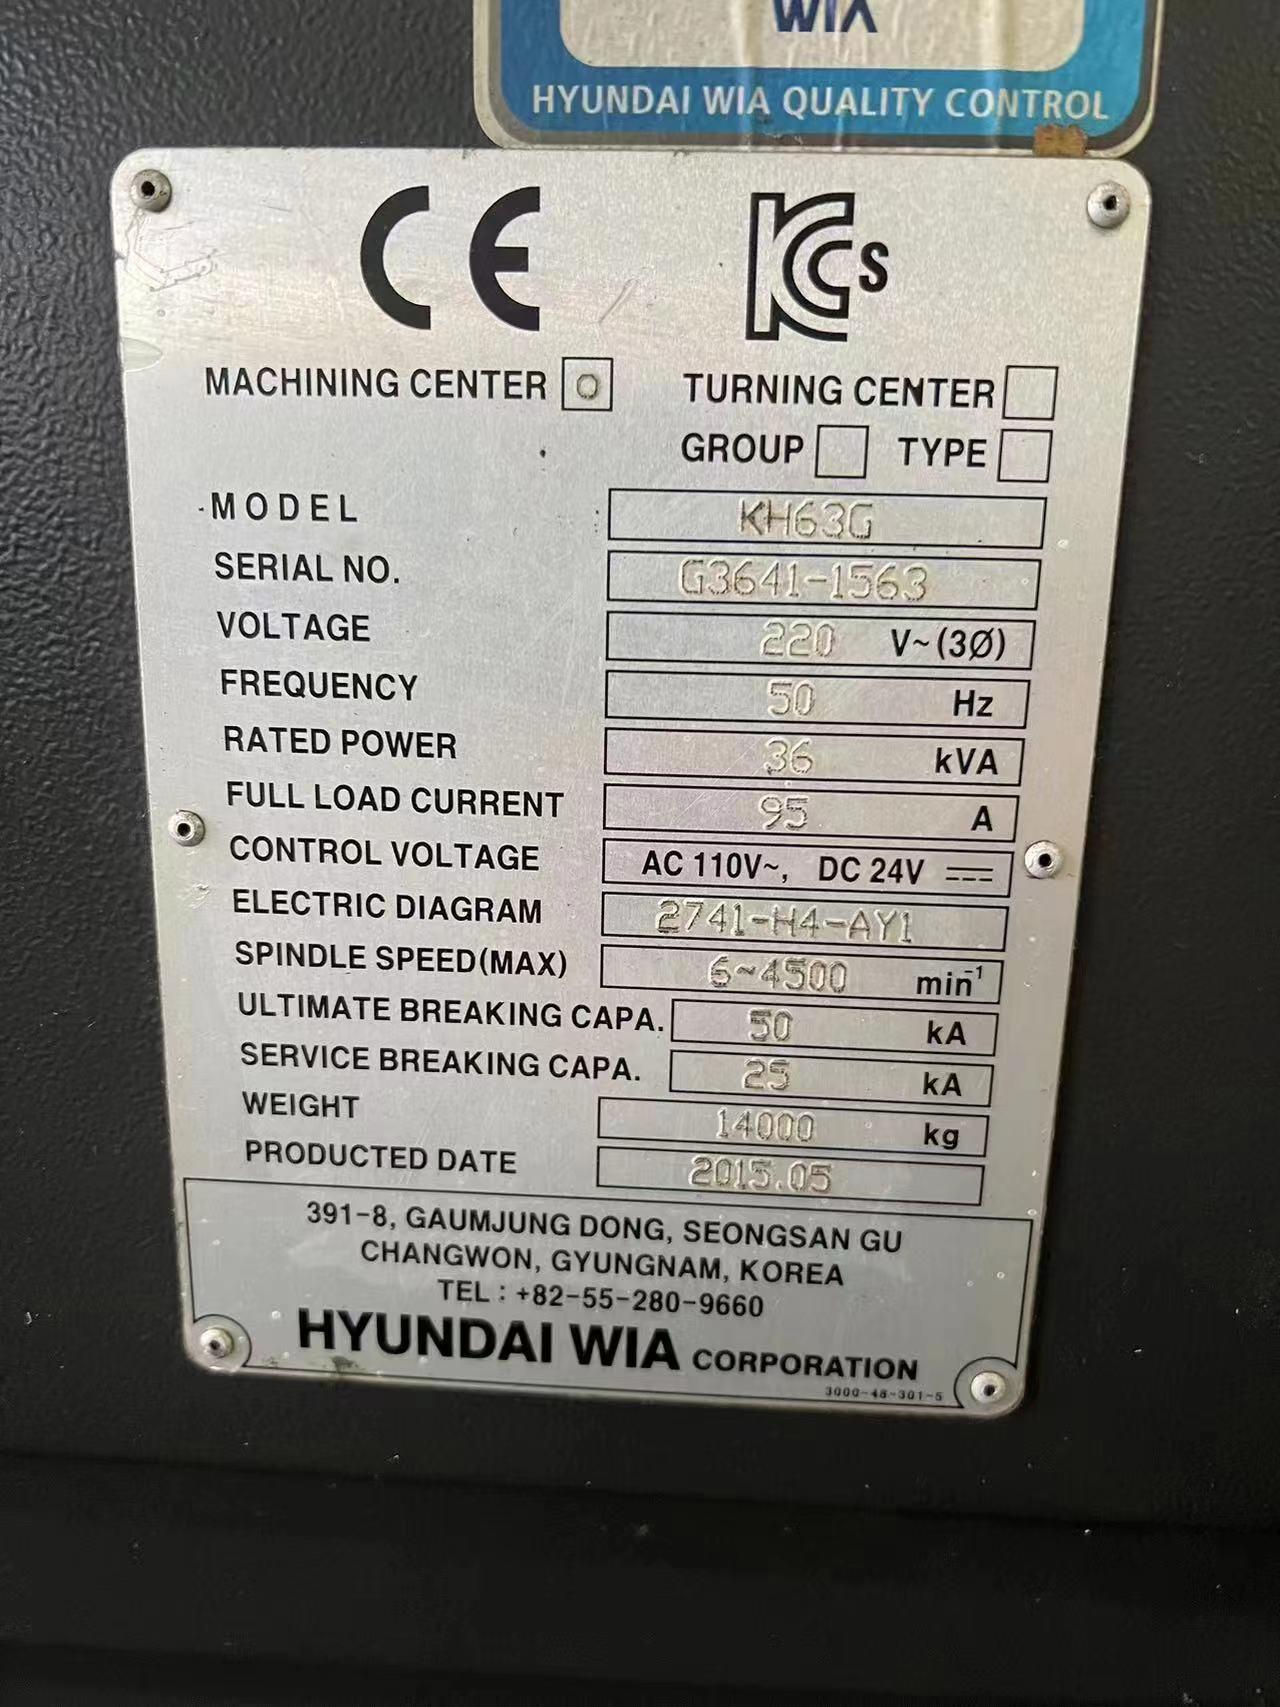 WIA
HYUNDAI WIA QUALITY CONTROL
CE KCs
MACHINING CENTER O TURNING CENTER
GROUP TYPE
MODEL KH63G
SERIAL NO. G3641-1563
VOLTAGE 220 V~(3Ø)
FREQUENCY 50 Hz
RATED POWER 36 kVA
FULL LOAD CURRENT 95 A
CONTROL VOLTAGE AC 110V~, DC 24V
ELECTRIC DIAGRAM 2741-H4-AY1
SPINDLE SPEED(MAX) 6~4500 min⁻¹
ULTIMATE BREAKING CAPA. 50 kA
SERVICE BREAKING CAPA. 25 kA
WEIGHT 14000 kg
PRODUCTED DATE 2015.05
391-8, GAUMJUNG DONG, SEONGSAN GU
CHANGWON, GYUNGNAM, KOREA
TEL : +82-55-280-9660
HYUNDAI WIA CORPORATION
3000-48-301-5